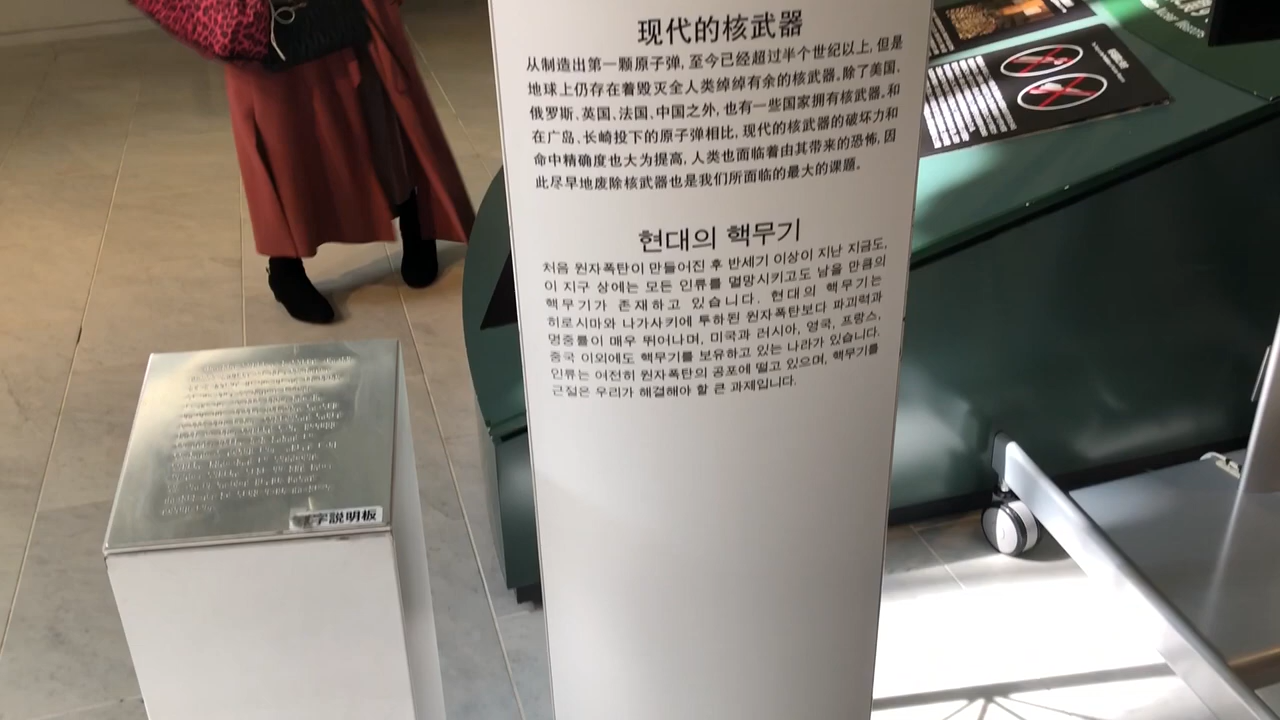 现代的核武器
从制造出第一颗原子弹, 至今已经超过半个世纪以上, 但是
地球上仍存在着毁灭全人类绰绰有余的核武器。除了美国、
俄罗斯、英国、法国、中国之外, 也有一些国家拥有核武器。和
在广岛、长崎投下的原子弹相比, 现代的核武器的破坏力和
命中精确度也大为提高, 人类也面临着由其带来的恐怖, 因
此尽早地废除核武器也是我们所面临的最大的课题。
현대의 핵무기
처음 원자폭탄이 만들어진 후 반세기 이상이 지난 지금도,
이 지구 상에는 모든 인류를 멸망시키고도 남을 만큼의
핵무기가 존재하고 있습니다. 현대의 핵무기는
히로시마와 나가사키에 투하된 원자폭탄보다 파괴력과
명중률이 매우 뛰어나며, 미국과 러시아, 영국, 프랑스,
중국 이외에도 핵무기를 보유하고 있는 나라가 있습니다.
인류는 여전히 원자폭탄의 공포에 떨고 있으며, 핵무기를
근절은 우리가 해결해야 할 큰 과제입니다.
字説明板